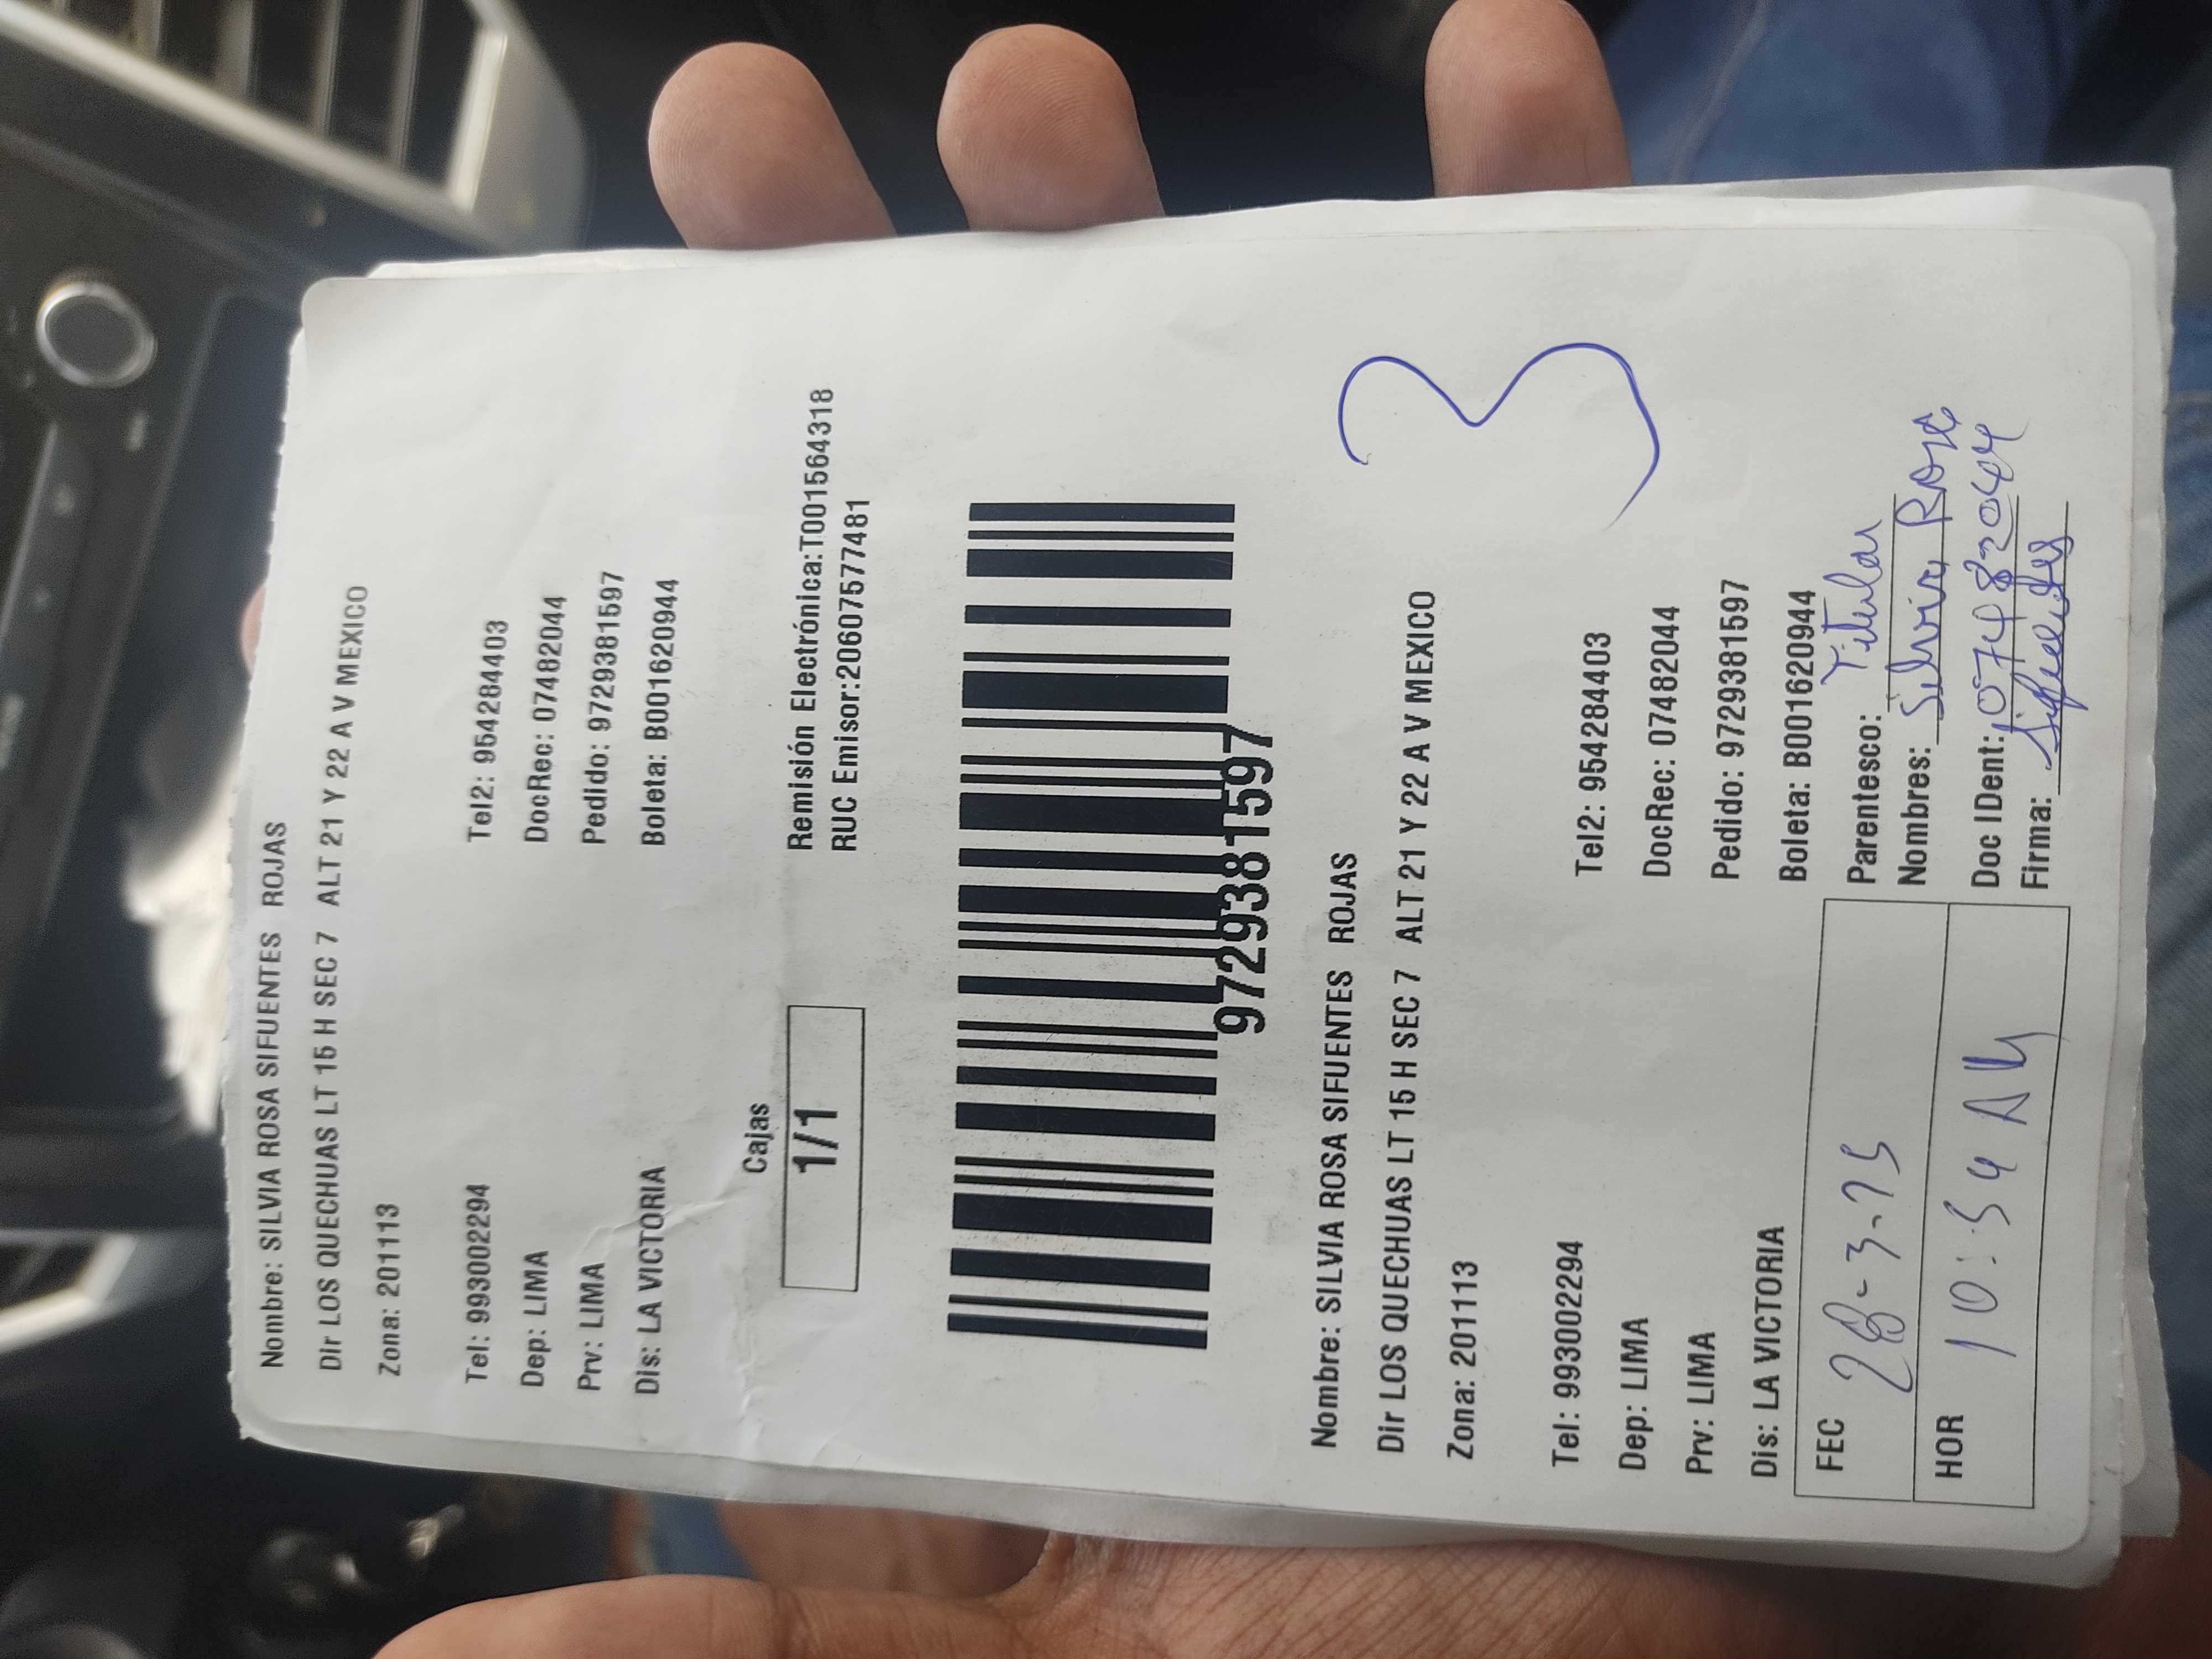 Nombre: SILVIA ROSA SIFUENTES ROJAS
Dir LOS QUECHUAS LT 15 H SEC 7 ALT 21 Y 22 A V MEXICO
Zona: 201113
Tel: 993002294 Tel2: 954284403
Dep: LIMA DocRec: 07482044
Prv: LIMA Pedido: 9729381597
Dis: LA VICTORIA Boleta: B001620944
Cajas
1/1
Remisión Electrónica:T001564318
RUC Emisor:20607577481
9729381597
3
Nombre: SILVIA ROSA SIFUENTES ROJAS
Dir LOS QUECHUAS LT 15 H SEC 7 ALT 21 Y 22 A V MEXICO
Zona: 201113
Tel: 993002294 Tel2: 954284403
Dep: LIMA DocRec: 07482044
Prv: LIMA Pedido: 9729381597
Dis: LA VICTORIA Boleta: B001620944
FEC 28-3-25
HOR 10:54 AM
Parentesco: Titular
Nombres: Silvia Rosa
Doc IDent: 07482044
Firma: Sifuentes